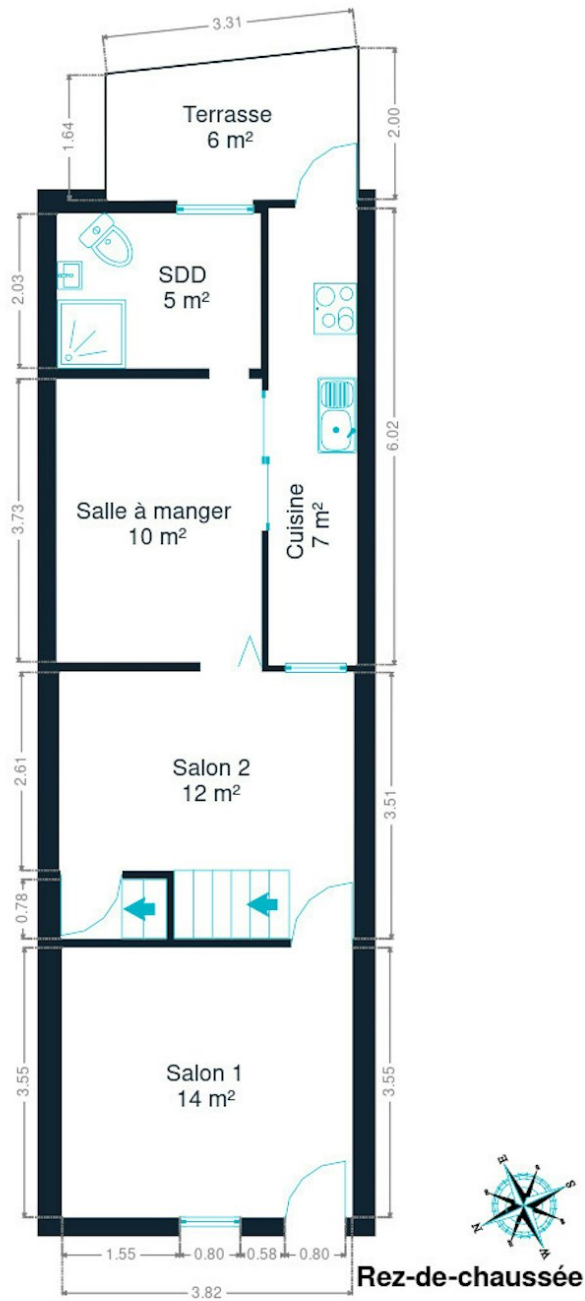 3.31
Terrasse
6 m²
1.64
2.00
SDD
5 m²
2.03
6.02
Salle à manger
10 m²
3.73
Cuisine
7 m²
Salon 2
12 m²
2.61
3.51
0.78
Salon 1
14 m²
3.55
3.55
E
S
N
W
1.55
0.80
0.58
0.80
3.82
Rez-de-chaussée